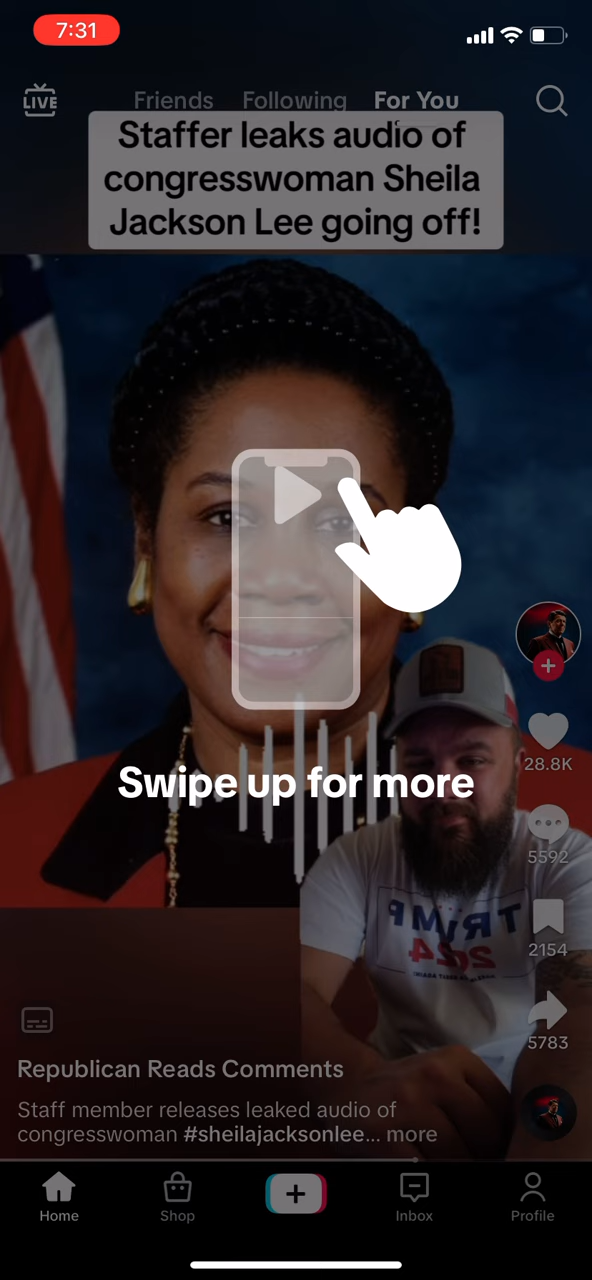 7:31
LIVE
Friends Following For You
Staffer leaks audio of
congresswoman Sheila
Jackson Lee going off!
Swipe up for more
28.8K
5592
TRUMP
2154
5783
Republican Reads Comments
Staff member releases leaked audio of
congresswoman #sheilajacksonlee... more
Home Shop Inbox Profile